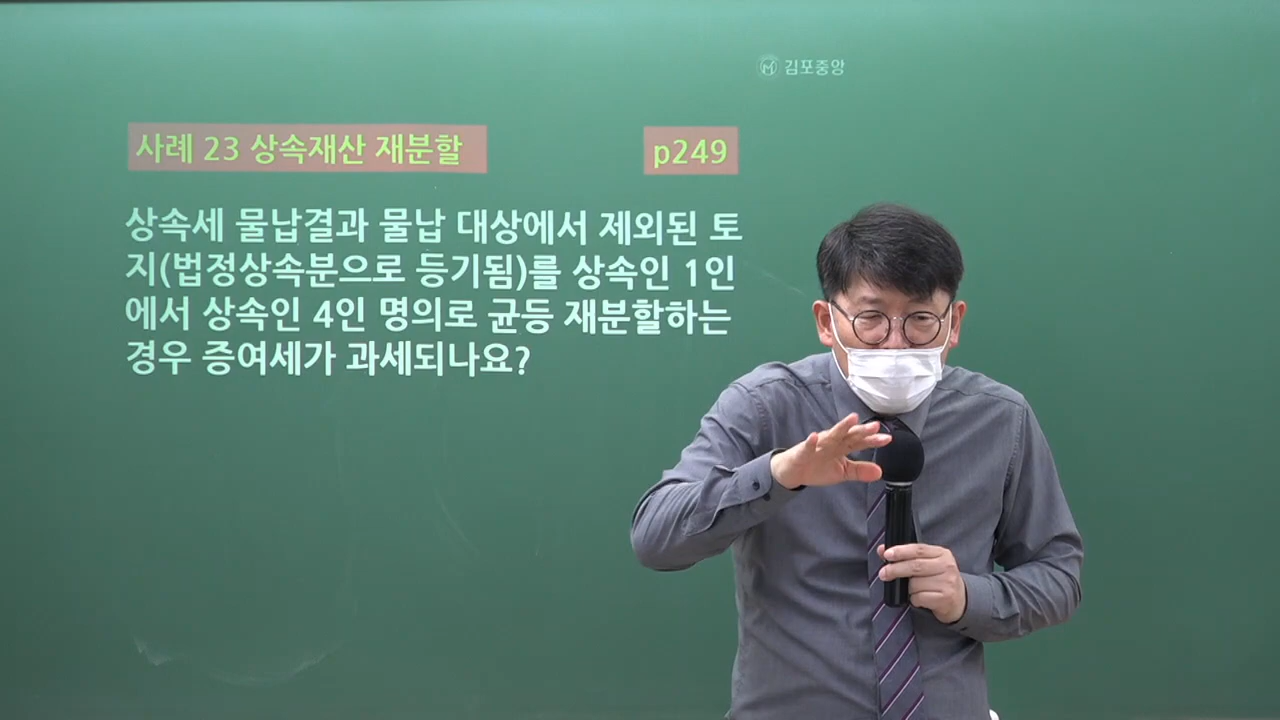 김포중앙
사례 23 상속재산 재분할
p249
상속세 물납결과 물납 대상에서 제외된 토
지(법정상속분으로 등기됨)를 상속인 1인
에서 상속인 4인 명의로 균등 재분할하는
경우 증여세가 과세되나요?